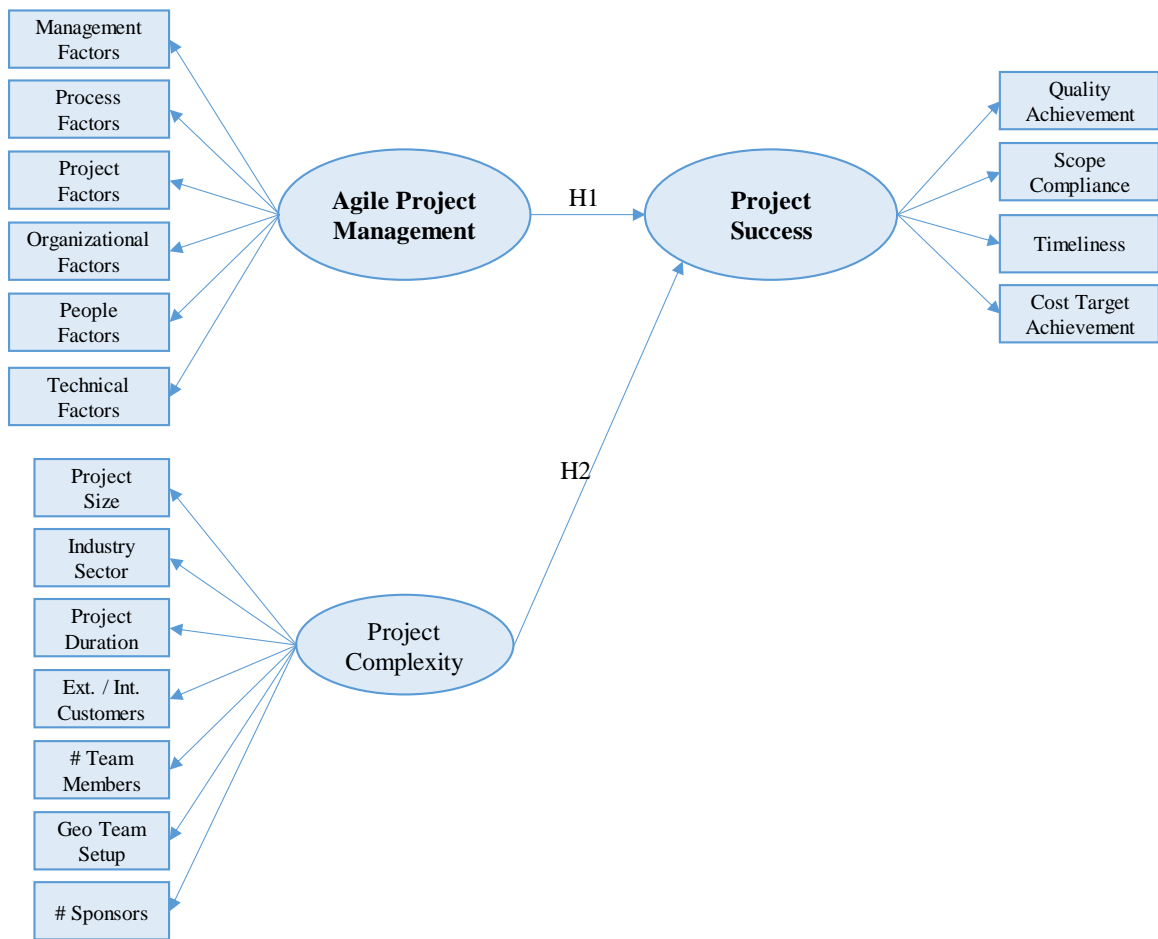 Management
Factors
Process
Factors
Project
Factors
Organizational
Factors
People
Factors
Technical
Factors
Agile Project
Management
H1
Project
Success
Quality
Achievement
Scope
Compliance
Timeliness
Cost Target
Achievement
H2
Project
Size
Industry
Sector
Project
Duration
Ext. / Int.
Customers
# Team
Members
Geo Team
Setup
# Sponsors
Project
Complexity